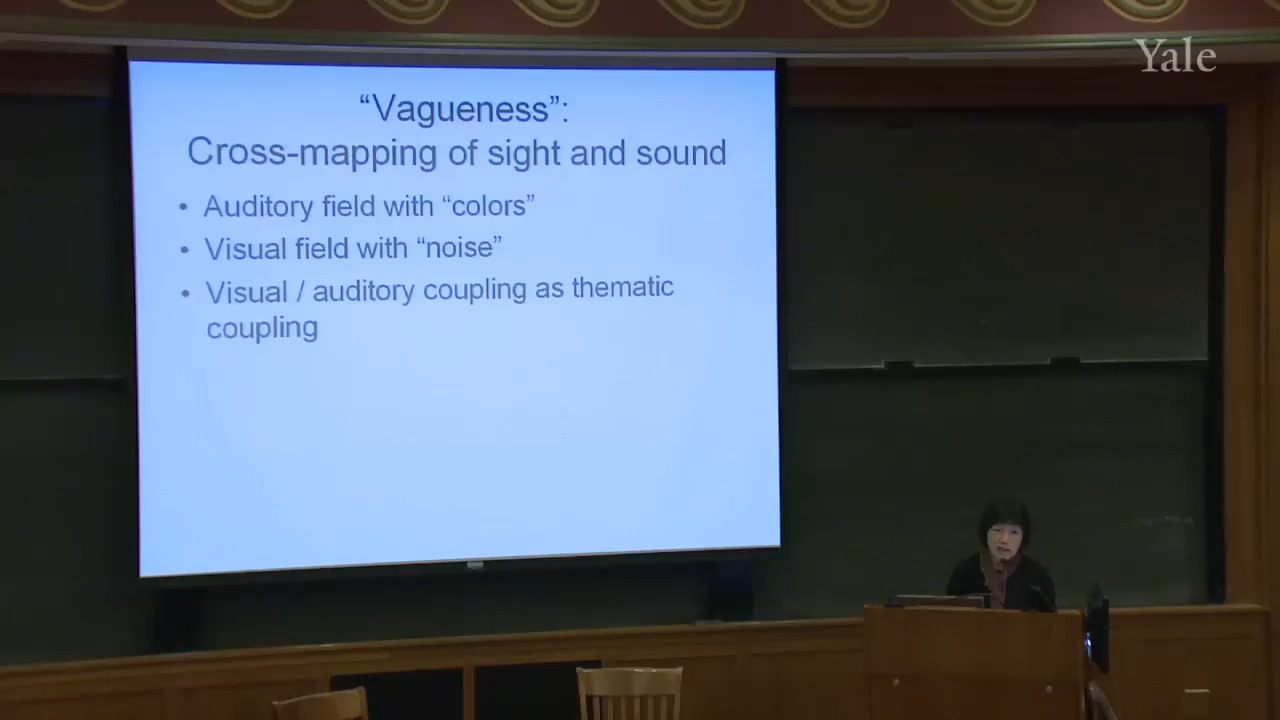 Yale
“Vagueness”:
Cross-mapping of sight and sound
• Auditory field with “colors”
• Visual field with “noise”
• Visual / auditory coupling as thematic
coupling